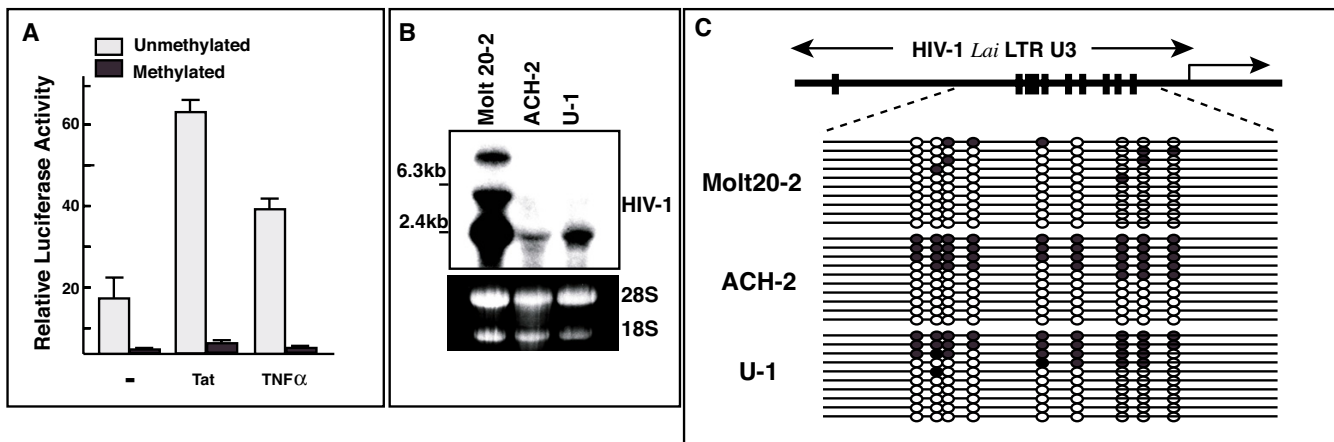 A
Unmethylated
Methylated
Relative Luciferase Activity
60
40
20
-
Tat
TNFα
B
Molt 20-2
ACH-2
U-1
6.3kb
2.4kb
HIV-1
28S
18S
C
HIV-1 Lai LTR U3
Molt20-2
ACH-2
U-1